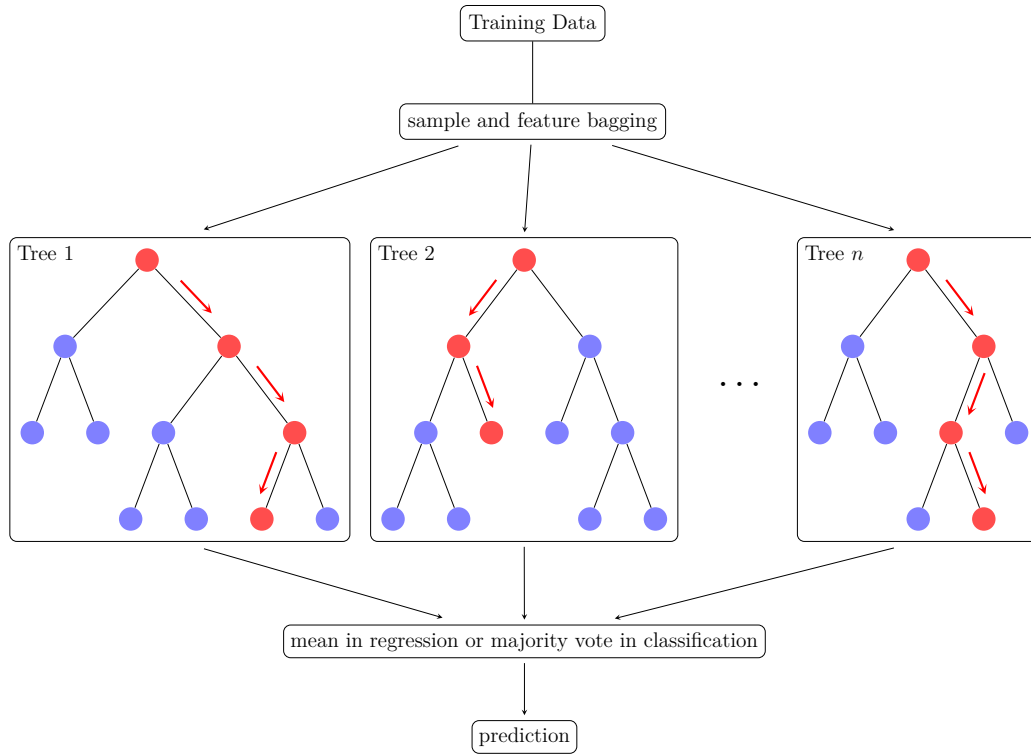 Training Data
sample and feature bagging
Tree 1
Tree 2
Tree n
...
mean in regression or majority vote in classification
prediction